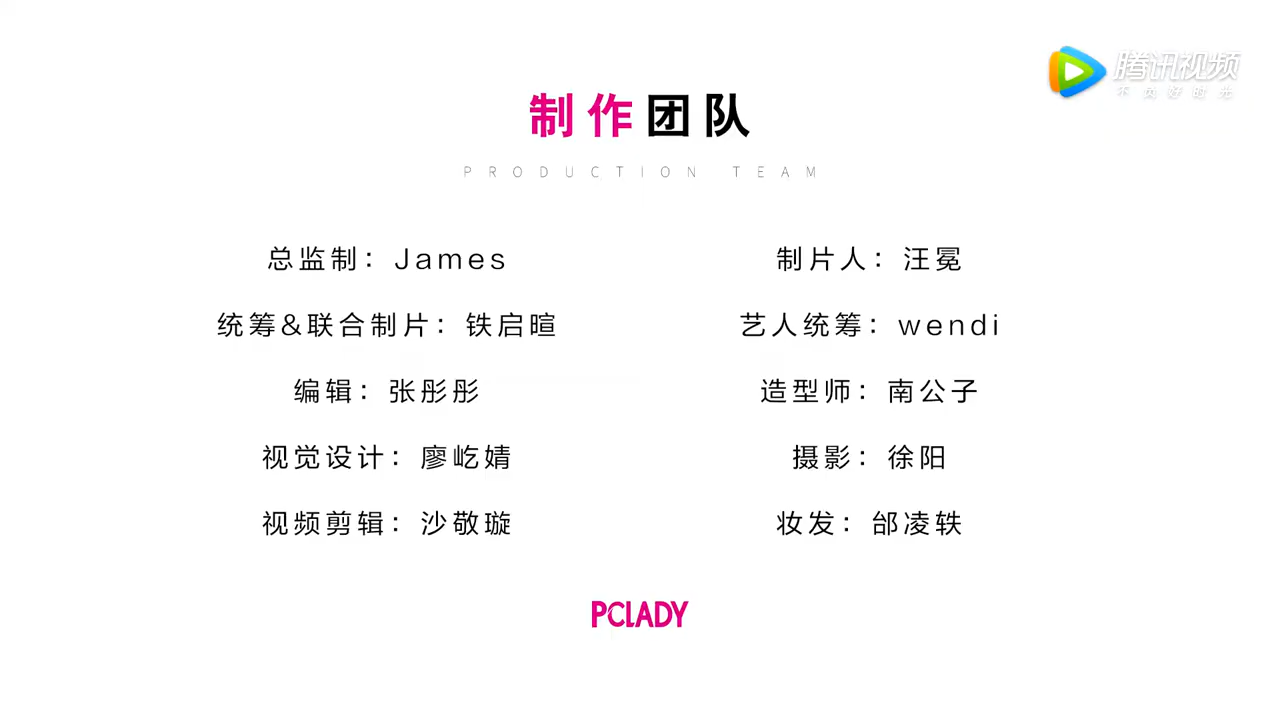 腾讯视频
不负好时光
制作团队
PRODUCTION TEAM
总监制：James
制片人：汪冕
统筹&联合制片：铁启暄
艺人统筹：wendi
编辑：张彤彤
造型师：南公子
视觉设计：廖屹婧
摄影：徐阳
视频剪辑：沙敬璇
妆发：邰凌轶
PCLADY